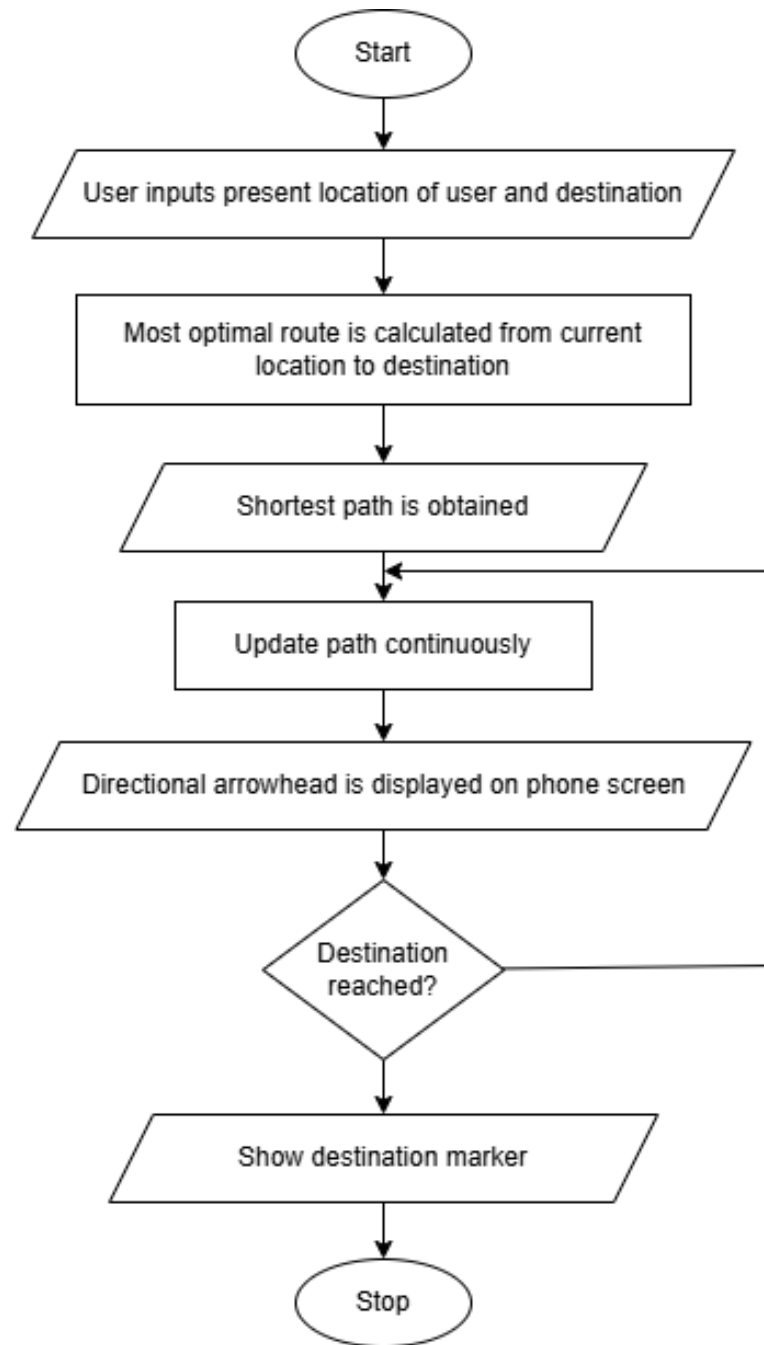 Start
User inputs present location of user and destination
Most optimal route is calculated from current
location to destination
Shortest path is obtained
Update path continuously
Directional arrowhead is displayed on phone screen
Destination
reached?
Show destination marker
Stop